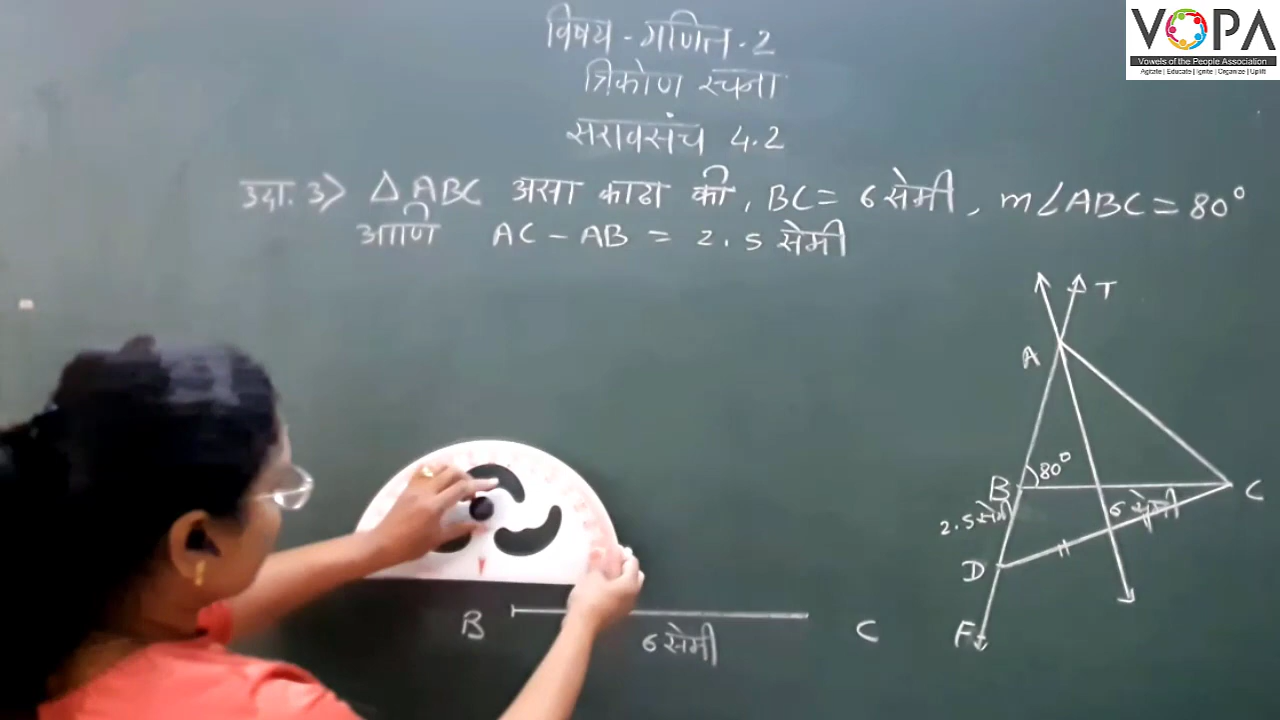 VOPA
Vowels of the People Association
Agitate | Educate | Ignite | Organize | Uplift
विषय - गणित - 2
त्रिकोण रचना
सरावसंच 4.2
उदा. 3> △ ABC असा काढा की, BC = 6 सेमी, m∠ABC = 80°
आणि AC - AB = 2.5 सेमी
T
A
80°
B
C
2.5 सेमी
6 सेमी
D
F
B
C
6 सेमी